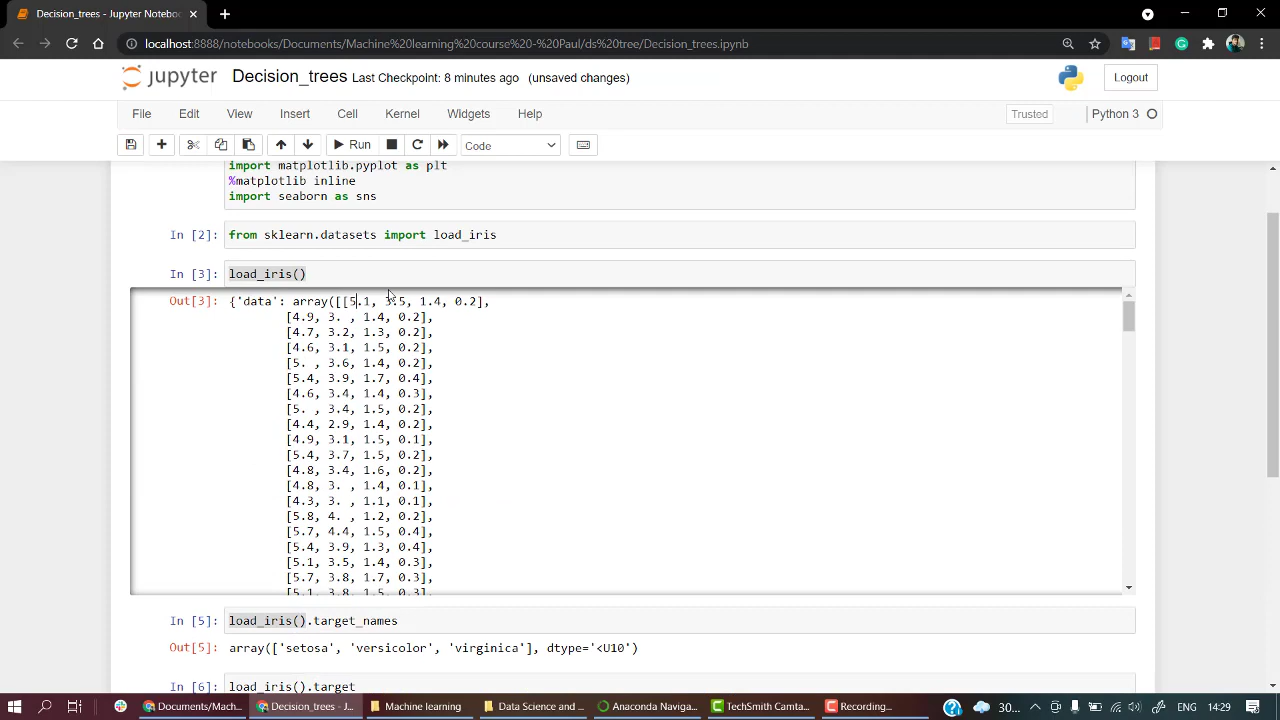 Decision_trees - Jupyter Noteboo
localhost:8888/notebooks/Documents/Machine%20learning%20course%20-%20Paul/ds%20tree/Decision_trees.ipynb
jupyter Decision_trees Last Checkpoint: 8 minutes ago (unsaved changes) Logout
File Edit View Insert Cell Kernel Widgets Help Trusted Python 3
Run Code
import matplotlib.pyplot as plt
%matplotlib inline
import seaborn as sns
In [2]: from sklearn.datasets import load_iris
In [3]: load_iris()
Out[3]: {'data': array([[5.1, 3.5, 1.4, 0.2],
[4.9, 3. , 1.4, 0.2],
[4.7, 3.2, 1.3, 0.2],
[4.6, 3.1, 1.5, 0.2],
[5. , 3.6, 1.4, 0.2],
[5.4, 3.9, 1.7, 0.4],
[4.6, 3.4, 1.4, 0.3],
[5. , 3.4, 1.5, 0.2],
[4.4, 2.9, 1.4, 0.2],
[4.9, 3.1, 1.5, 0.1],
[5.4, 3.7, 1.5, 0.2],
[4.8, 3.4, 1.6, 0.2],
[4.8, 3. , 1.4, 0.1],
[4.3, 3. , 1.1, 0.1],
[5.8, 4. , 1.2, 0.2],
[5.7, 4.4, 1.5, 0.4],
[5.4, 3.9, 1.3, 0.4],
[5.1, 3.5, 1.4, 0.3],
[5.7, 3.8, 1.7, 0.3],
[5.1, 3.8, 1.5, 0.3],
In [5]: load_iris().target_names
Out[5]: array(['setosa', 'versicolor', 'virginica'], dtype='<U10')
In [6]: load_iris().target
Documents/Mach... Decision_trees - J... Machine learning Data Science and ... Anaconda Naviga... TechSmith Camta... Recording... 30... ENG 14:29